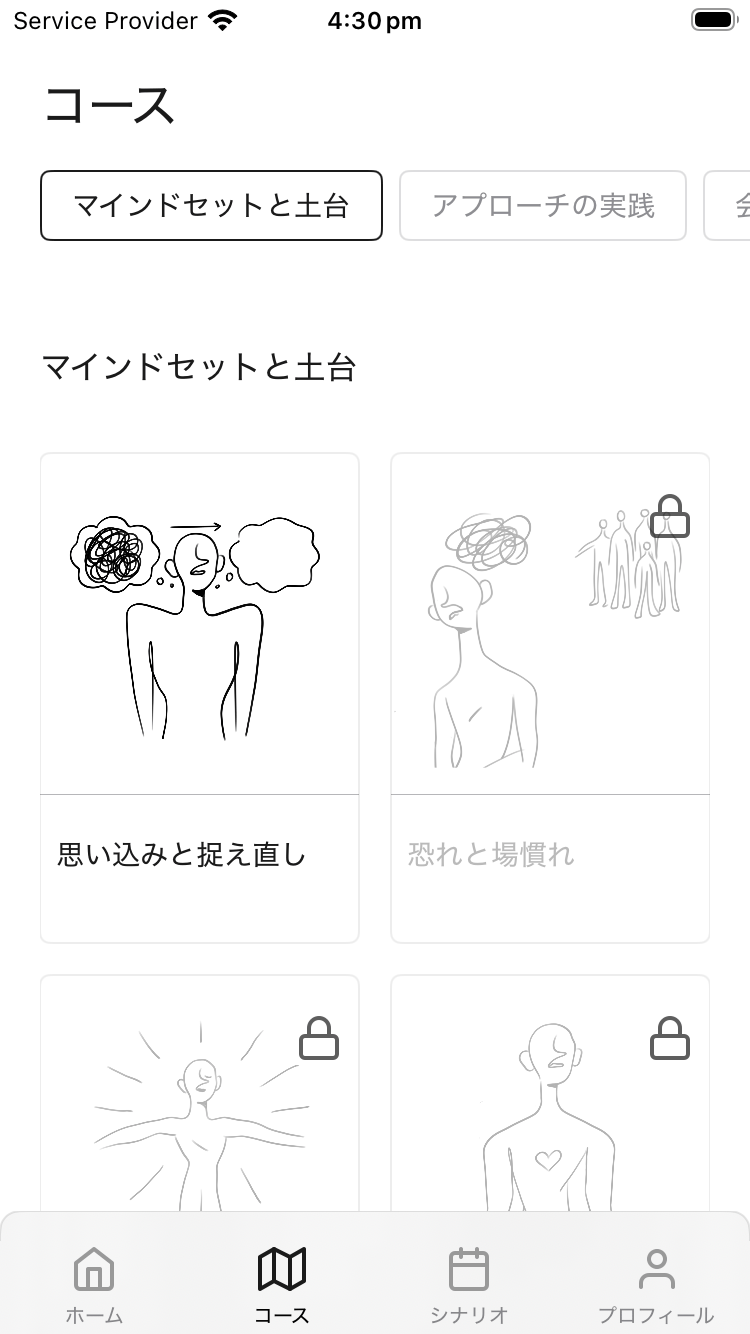 Service Provider 4:30 pm
コース
マインドセットと土台 アプローチの実践 会
マインドセットと土台
思い込みと捉え直し 恐れと場慣れ
ホーム コース シナリオ プロフィール